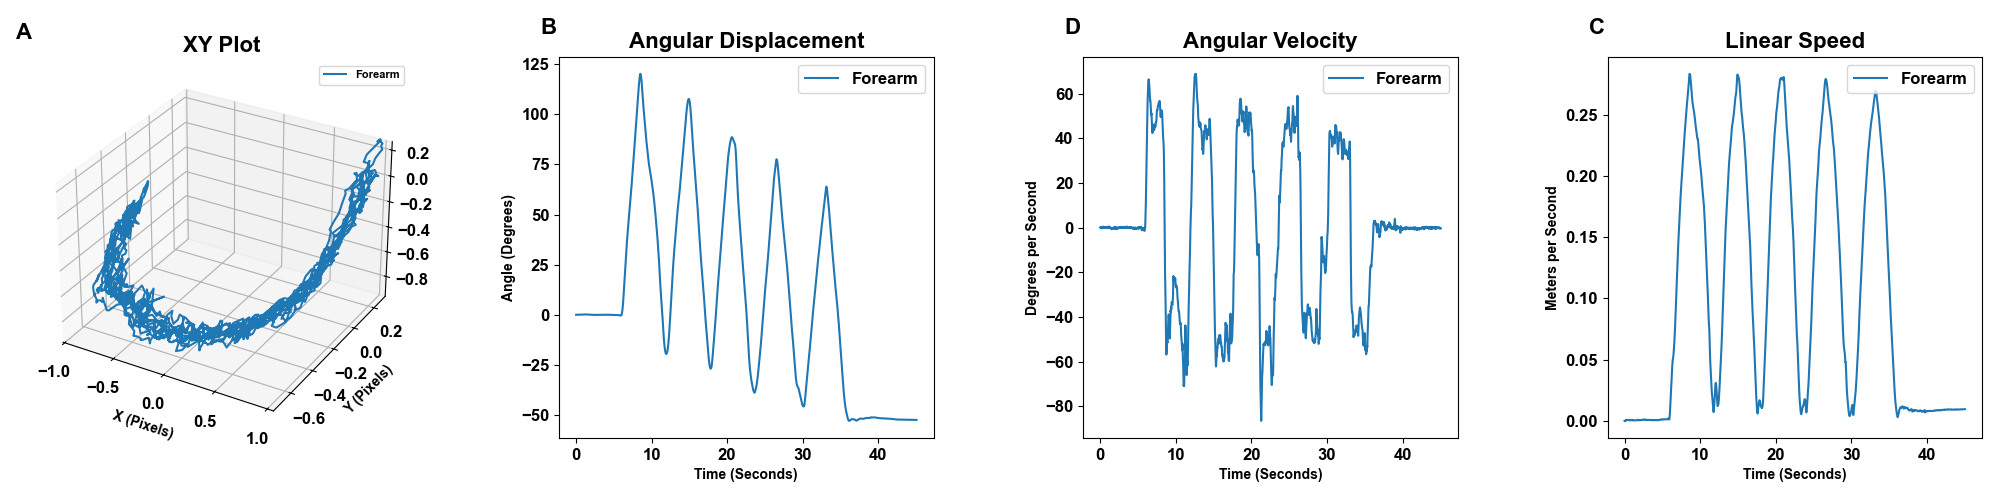 A
XY Plot
Forearm
0.2
0.0
−0.2
−0.4
−0.6
−0.8
−1.0
−0.5
0.0
0.5
1.0
X (Pixels)
−0.6
−0.4
−0.2
0.0
0.2
Y (Pixels)
B
Angular Displacement
Forearm
125
100
75
50
25
0
−25
−50
Angle (Degrees)
0 10 20 30 40
Time (Seconds)
D
Angular Velocity
Forearm
60
40
20
0
−20
−40
−60
−80
Degrees per Second
0 10 20 30 40
Time (Seconds)
C
Linear Speed
Forearm
0.25
0.20
0.15
0.10
0.05
0.00
Meters per Second
0 10 20 30 40
Time (Seconds)